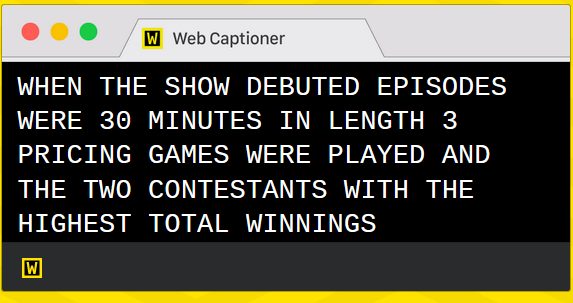 W Web Captioner
WHEN THE SHOW DEBUTED EPISODES
WERE 30 MINUTES IN LENGTH 3
PRICING GAMES WERE PLAYED AND
THE TWO CONTESTANTS WITH THE
HIGHEST TOTAL WINNINGS
W